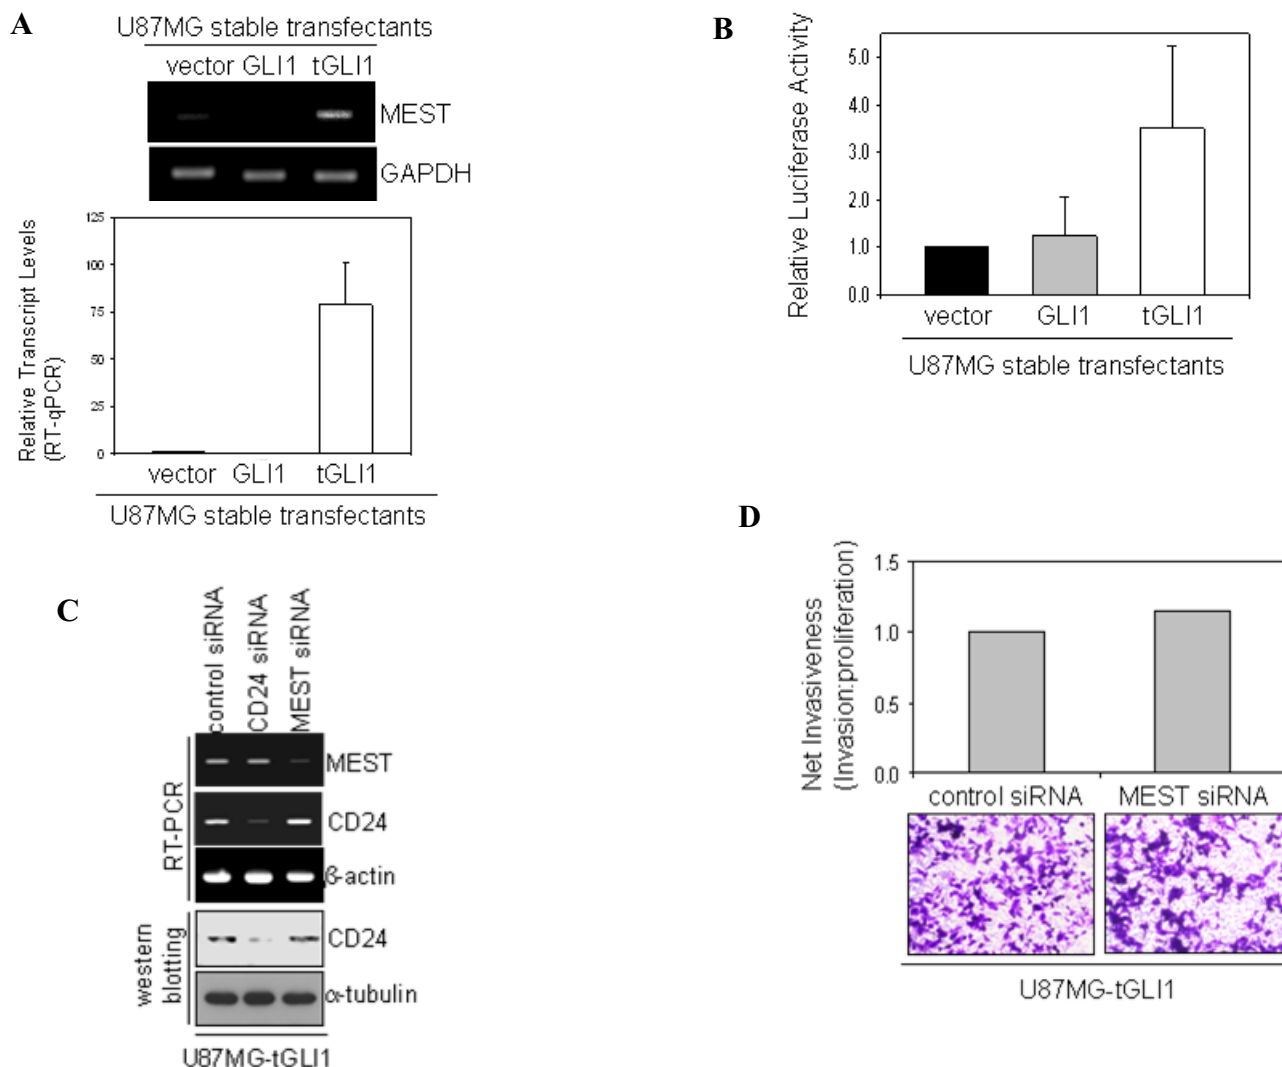 A
U87MG stable transfectants
vector GLI1 tGLI1
MEST
GAPDH
Relative Transcript Levels
(RT-qPCR)
125
100
75
50
25
0
vector GLI1 tGLI1
U87MG stable transfectants
B
Relative Luciferase Activity
5.0
4.0
3.0
2.0
1.0
0.0
vector GLI1 tGLI1
U87MG stable transfectants
C
control siRNA
CD24 siRNA
MEST siRNA
RT-PCR
MEST
CD24
ß-actin
western
blotting
CD24
α-tubulin
U87MG-tGLI1
D
Net Invasiveness
(Invasion:proliferation)
1.5
1.0
0.5
0.0
control siRNA MEST siRNA
U87MG-tGLI1